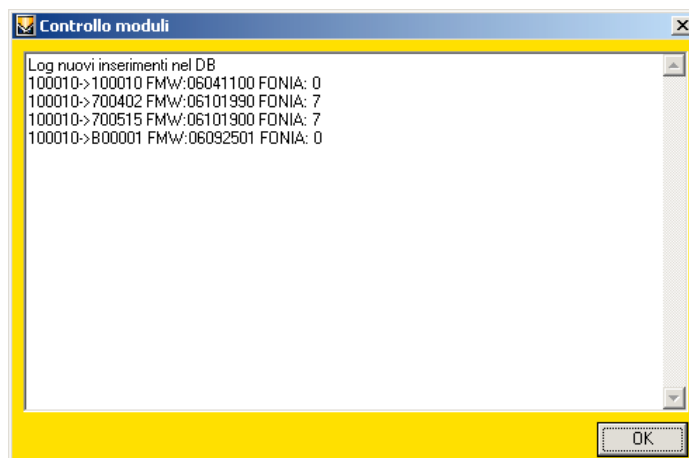 Controllo moduli
Log nuovi inserimenti nel DB
100010->100010 FMW:06041100 FONIA: 0
100010->700402 FMW:06101990 FONIA: 7
100010->700515 FMW:06101900 FONIA: 7
100010->B00001 FMW:06092501 FONIA: 0
OK